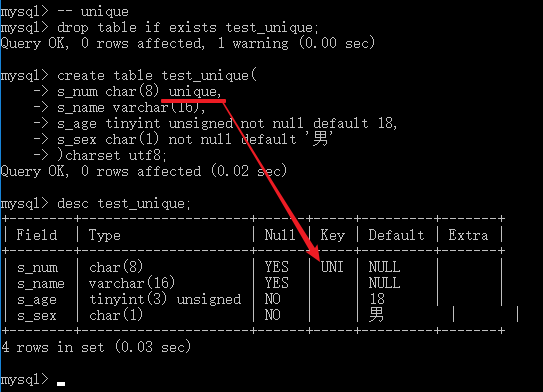 mysql> -- unique
mysql> drop table if exists test_unique;
Query OK, 0 rows affected, 1 warning (0.00 sec)

mysql> create table test_unique(
    -> s_num char(8) unique,
    -> s_name varchar(16),
    -> s_age tinyint unsigned not null default 18,
    -> s_sex char(1) not null default '男'
    -> )charset utf8;
Query OK, 0 rows affected (0.02 sec)

mysql> desc test_unique;
+--------+---------------------+------+-----+---------+-------+
| Field  | Type                | Null | Key | Default | Extra |
+--------+---------------------+------+-----+---------+-------+
| s_num  | char(8)             | YES  | UNI | NULL    |       |
| s_name | varchar(16)         | YES  |     | NULL    |       |
| s_age  | tinyint(3) unsigned | NO   |     | 18      |       |
| s_sex  | char(1)             | NO   |     | 男       |       |
+--------+---------------------+------+-----+---------+-------+
4 rows in set (0.03 sec)

mysql>